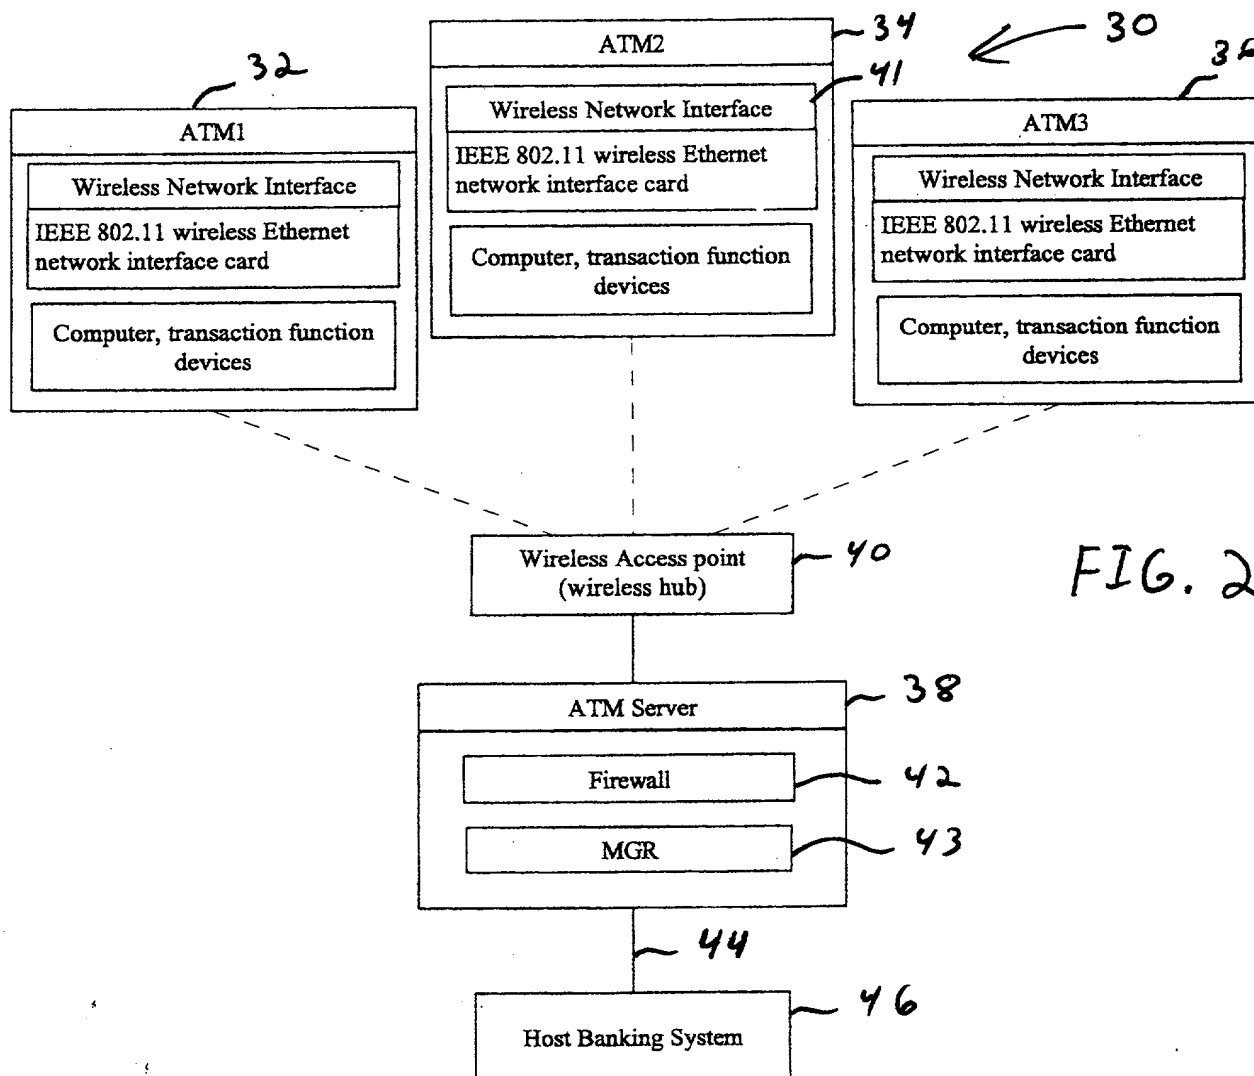 30
34
ATM2
41
Wireless Network Interface
IEEE 802.11 wireless Ethernet
network interface card
Computer, transaction function
devices
32
ATM1
Wireless Network Interface
IEEE 802.11 wireless Ethernet
network interface card
Computer, transaction function
devices
ATM3
Wireless Network Interface
IEEE 802.11 wireless Ethernet
network interface card
Computer, transaction function
devices
Wireless Access point
(wireless hub)
40
FIG. 2
ATM Server
38
Firewall
42
MGR
43
44
Host Banking System
46